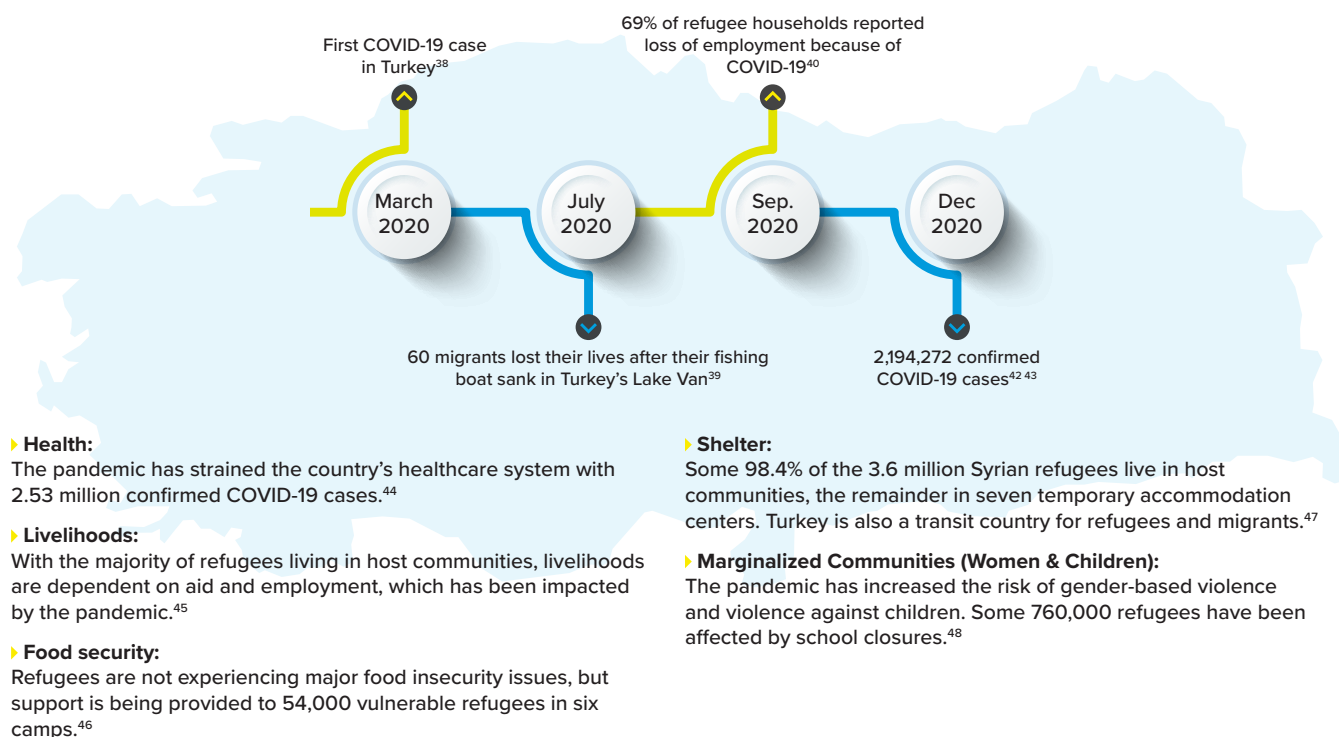 First COVID-19 case
in Turkey³⁸
69% of refugee households reported
loss of employment because of
COVID-19⁴⁰
March
2020
July
2020
Sep.
2020
Dec
2020
60 migrants lost their lives after their fishing
boat sank in Turkey’s Lake Van³⁹
2,194,272 confirmed
COVID-19 cases⁴² ⁴³
Health:
The pandemic has strained the country’s healthcare system with
2.53 million confirmed COVID-19 cases.⁴⁴
Livelihoods:
With the majority of refugees living in host communities, livelihoods
are dependent on aid and employment, which has been impacted
by the pandemic.⁴⁵
Food security:
Refugees are not experiencing major food insecurity issues, but
support is being provided to 54,000 vulnerable refugees in six
camps.⁴⁶
Shelter:
Some 98.4% of the 3.6 million Syrian refugees live in host
communities, the remainder in seven temporary accommodation
centers. Turkey is also a transit country for refugees and migrants.⁴⁷
Marginalized Communities (Women & Children):
The pandemic has increased the risk of gender-based violence
and violence against children. Some 760,000 refugees have been
affected by school closures.⁴⁸